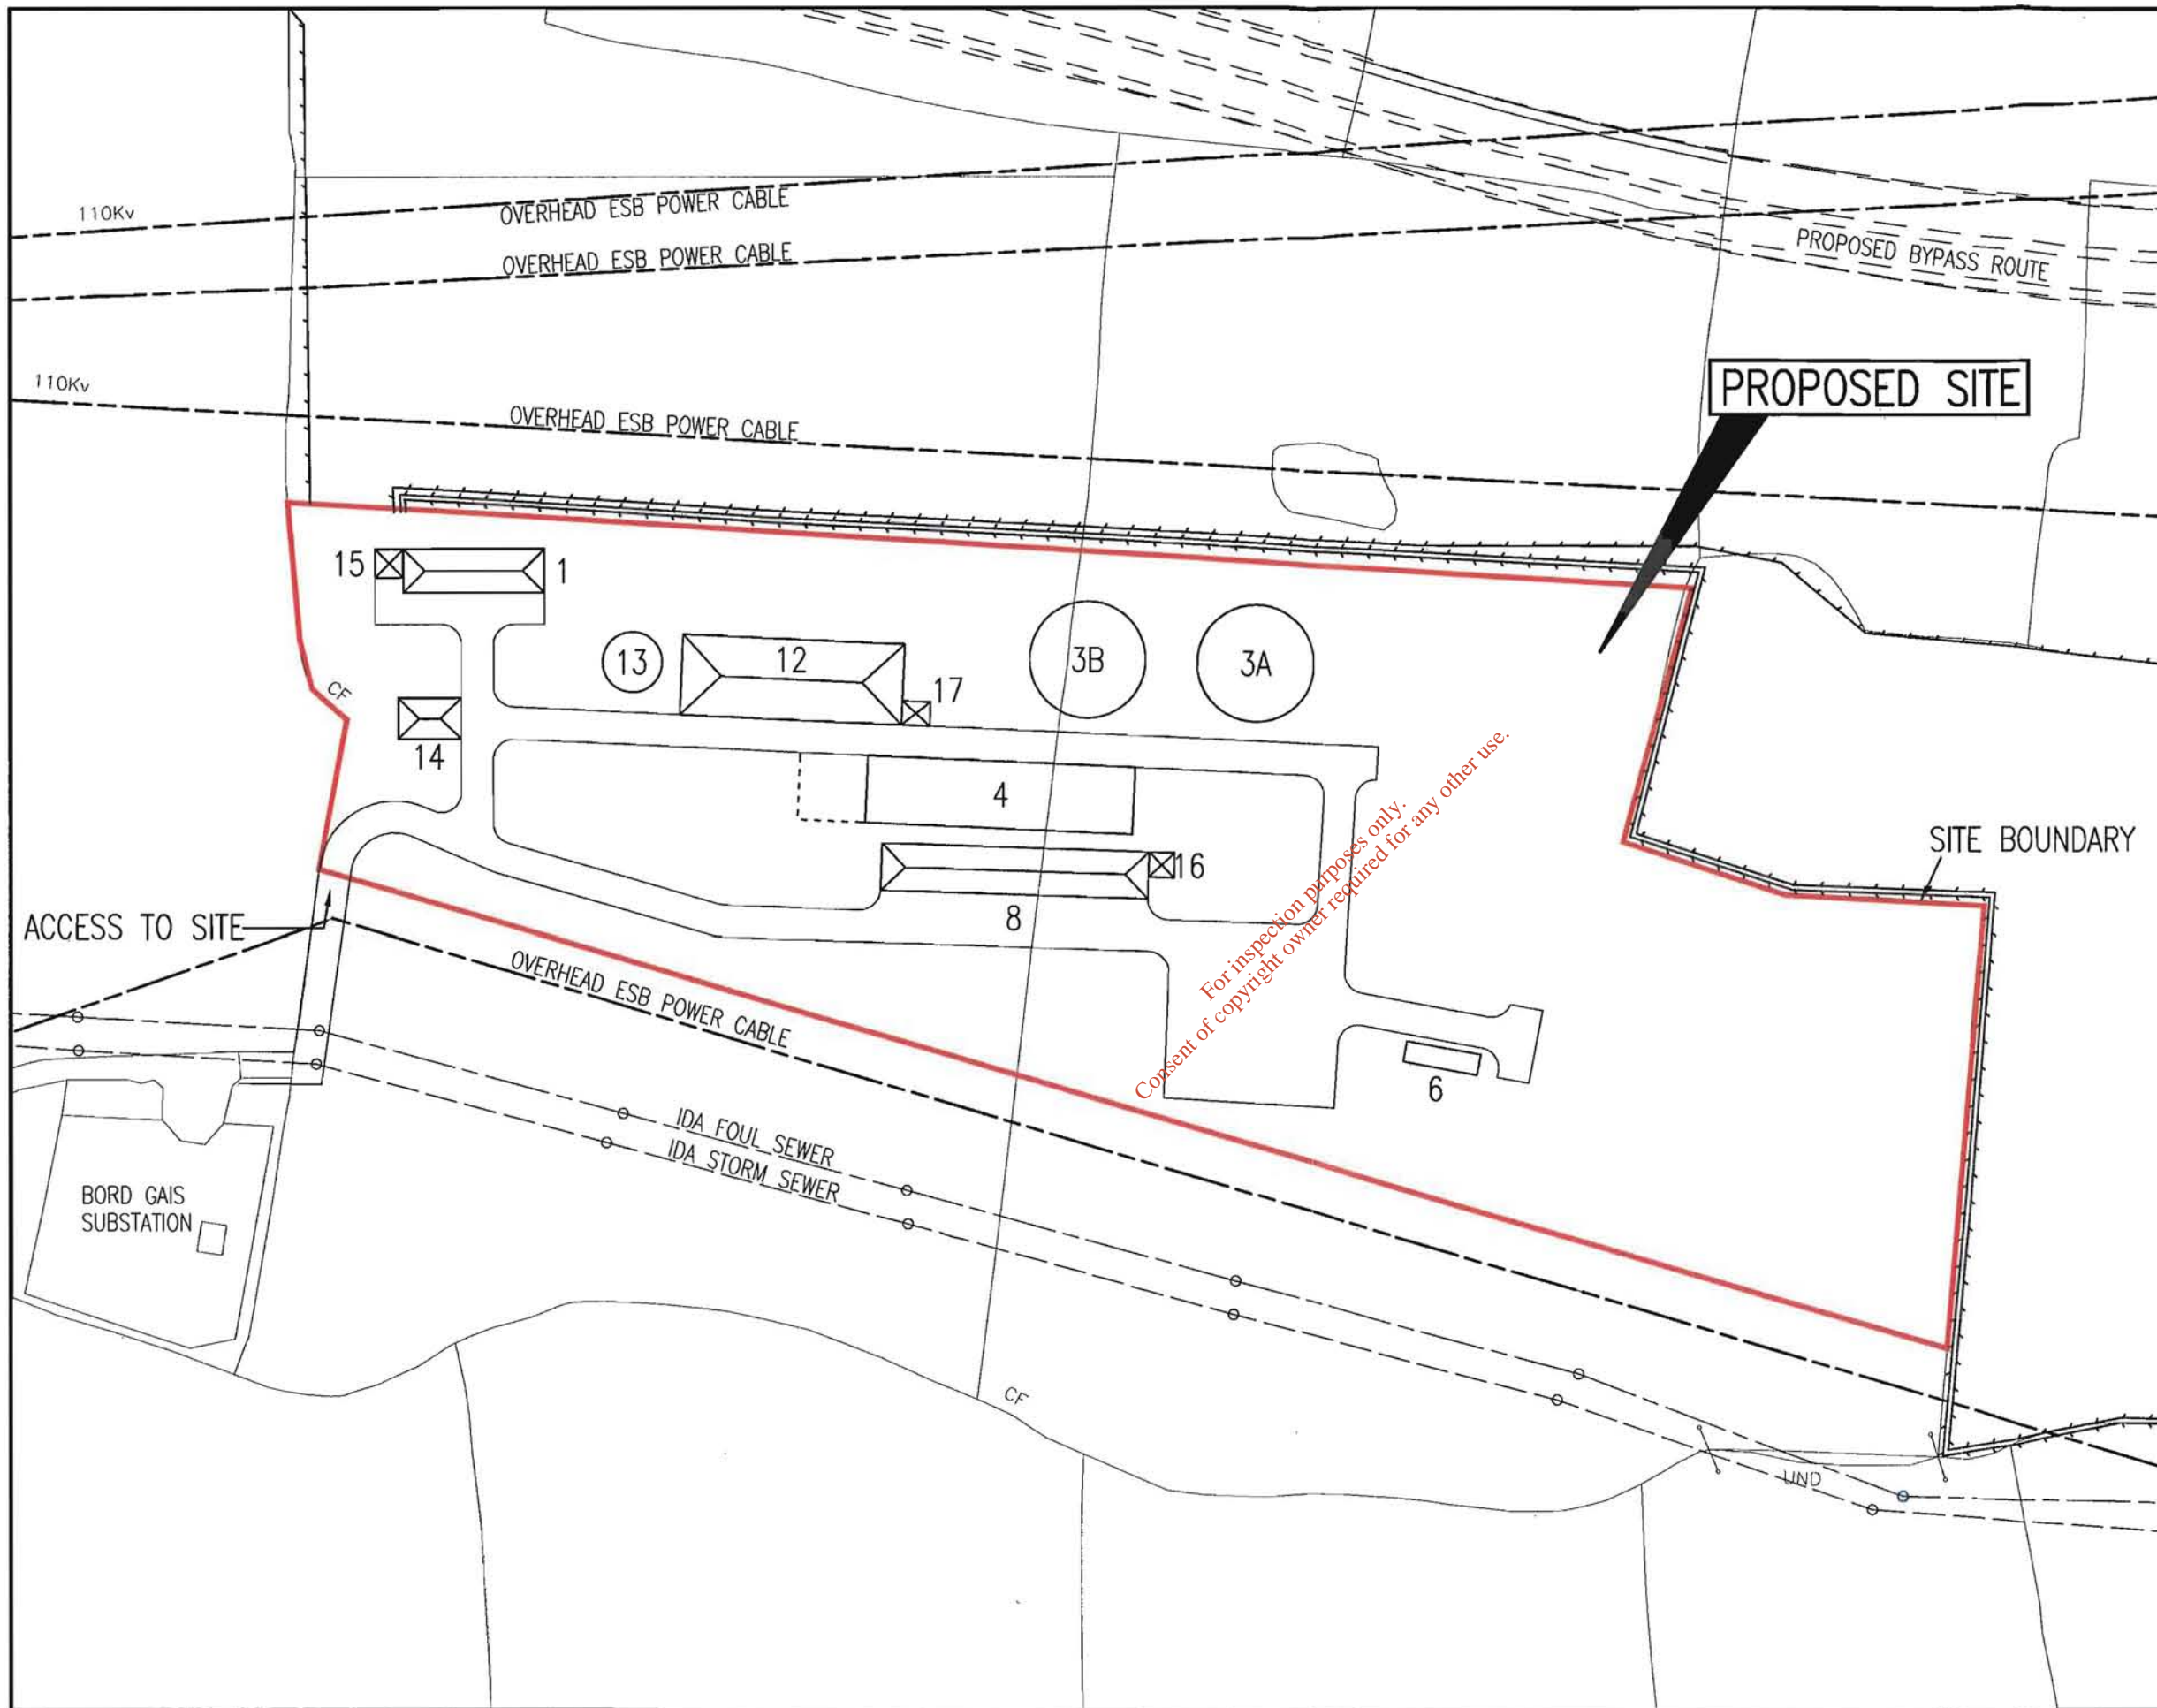 110Kv
OVERHEAD ESB POWER CABLE
OVERHEAD ESB POWER CABLE
PROPOSED BYPASS ROUTE
110Kv
OVERHEAD ESB POWER CABLE
PROPOSED SITE
15
1
13
12
17
3B
3A
CF
14
4
16
8
SITE BOUNDARY
ACCESS TO SITE
OVERHEAD ESB POWER CABLE
For inspection purposes only.
Consent of copyright owner required for any other use.
6
IDA FOUL SEWER
IDA STORM SEWER
BORD GAIS
SUBSTATION
CF
UND